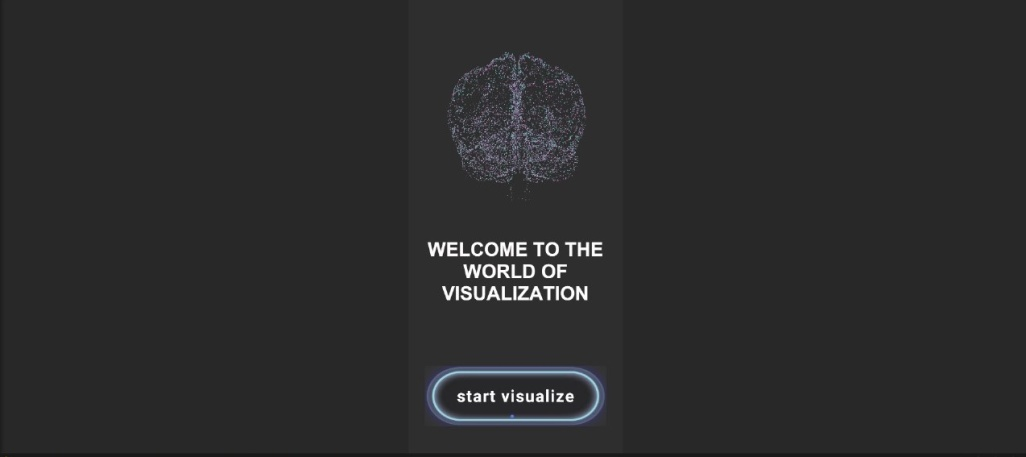 WELCOME TO THE
WORLD OF
VISUALIZATION
start visualize